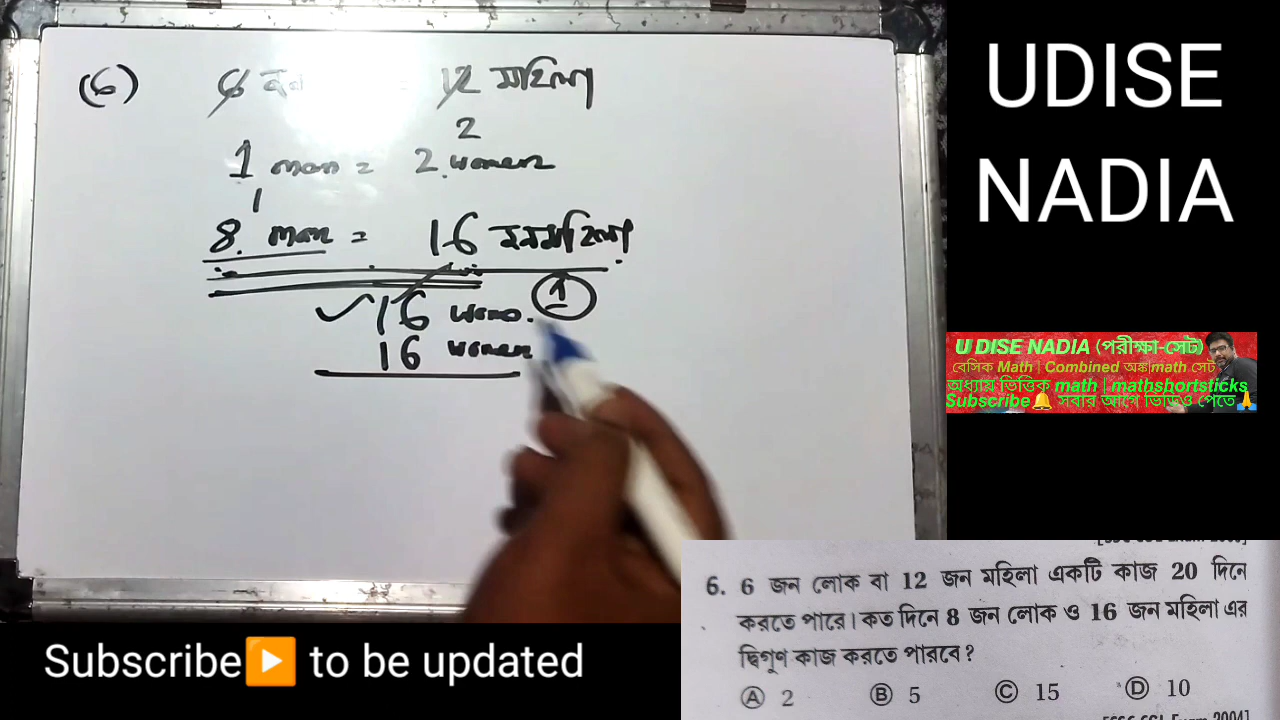 (6) 6 জন = 12 মহিলা
2
1 man = 2 women
1
8 man = 16 জন মহিলা
16 1
16 women
UDISE
NADIA
U DISE NADIA (পরীক্ষা-সেট)
বেসিক Math | Combined অঙ্ক math সেট
অধ্যায় ভিত্তিক math | mathshortsticks
Subscribe🔔 সবার আগে ভিডিও পেতে🙏
6. 6 জন লোক বা 12 জন মহিলা একটি কাজ 20 দিনে
করতে পারে। কত দিনে 8 জন লোক ও 16 জন মহিলা এর
দ্বিগুণ কাজ করতে পারবে?
Ⓐ 2 Ⓑ 5 Ⓒ 15 Ⓓ 10
Subscribe▶️ to be updated